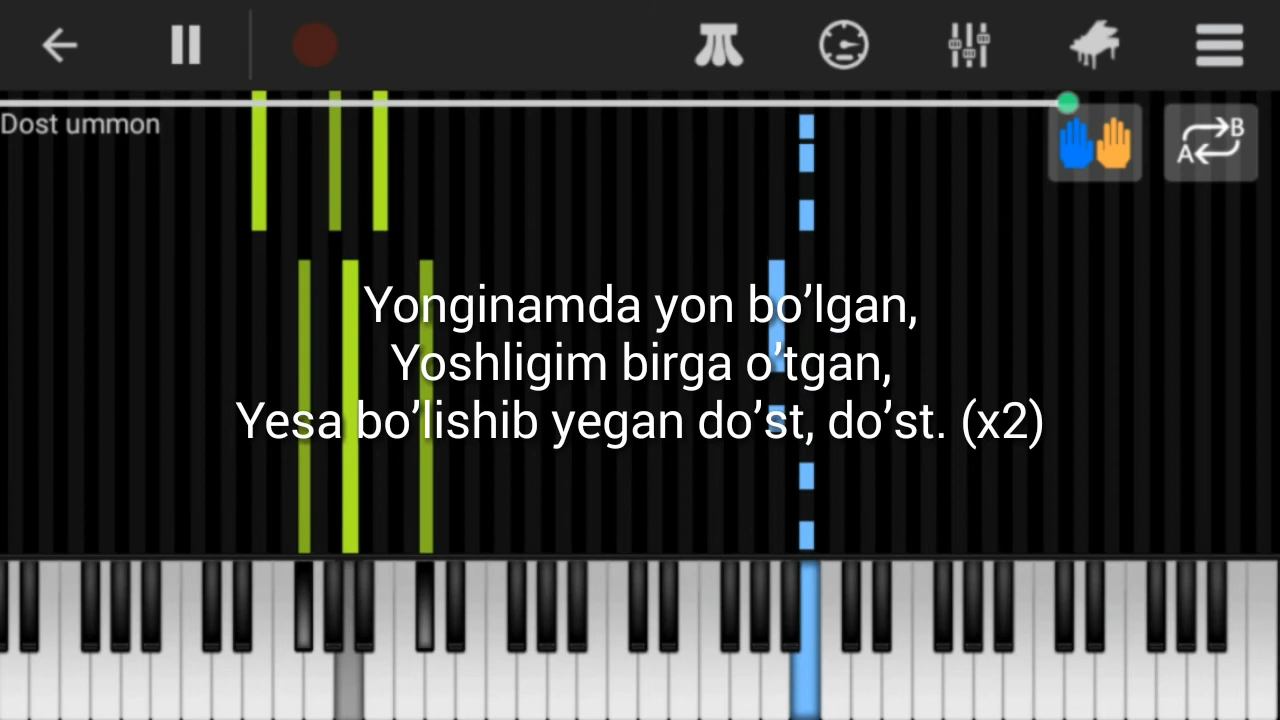 Dost ummon
B
A
Yonginamda yon bo’lgan,
Yoshligim birga o’tgan,
Yesa bo’lishib yegan do’st, do’st. (x2)